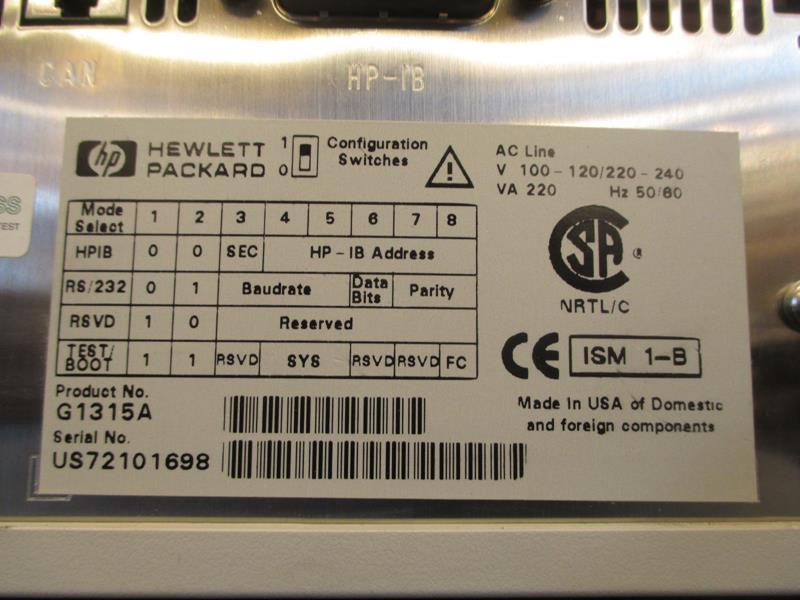 CAN
HP-IB
hp HEWLETT PACKARD
1
0
Configuration
Switches
AC Line
V 100-120/220-240
VA 220 Hz 50/60
SS
TEST
Mode Select 1 2 3 4 5 6 7 8
HPIB 0 0 SEC HP-IB Address
RS/232 0 1 Baudrate Data Bits Parity
RSVD 1 0 Reserved
TEST/BOOT 1 1 RSVD SYS RSVD RSVD FC
SA
NRTL/C
CE ISM 1-B
Product No.
G1315A
Serial No.
US72101698
Made in USA of Domestic
and foreign components